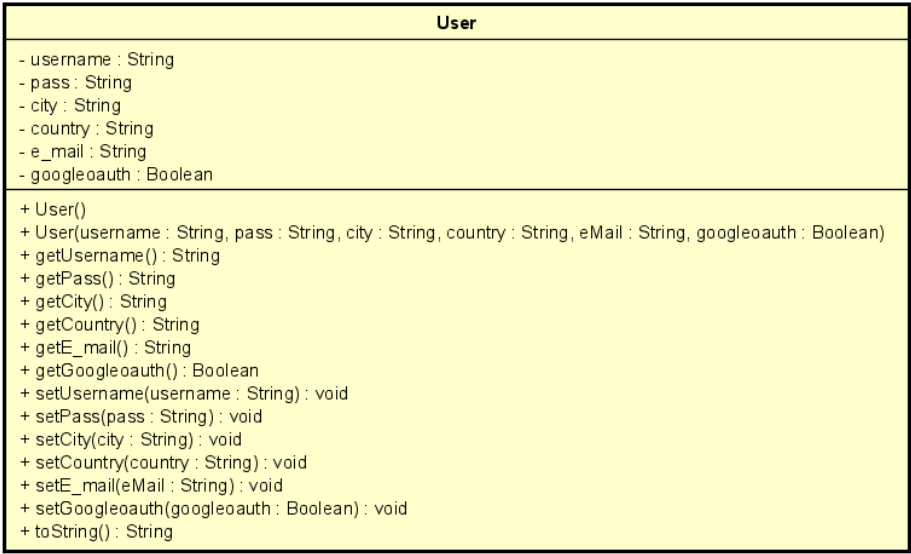 User
- username : String
- pass : String
- city : String
- country : String
- e_mail : String
- googleoauth : Boolean
+ User()
+ User(username : String, pass : String, city : String, country : String, eMail : String, googleoauth : Boolean)
+ getUsername() : String
+ getPass() : String
+ getCity() : String
+ getCountry() : String
+ getE_mail() : String
+ getGoogleoauth() : Boolean
+ setUsername(username : String) : void
+ setPass(pass : String) : void
+ setCity(city : String) : void
+ setCountry(country : String) : void
+ setE_mail(eMail : String) : void
+ setGoogleoauth(googleoauth : Boolean) : void
+ toString() : String